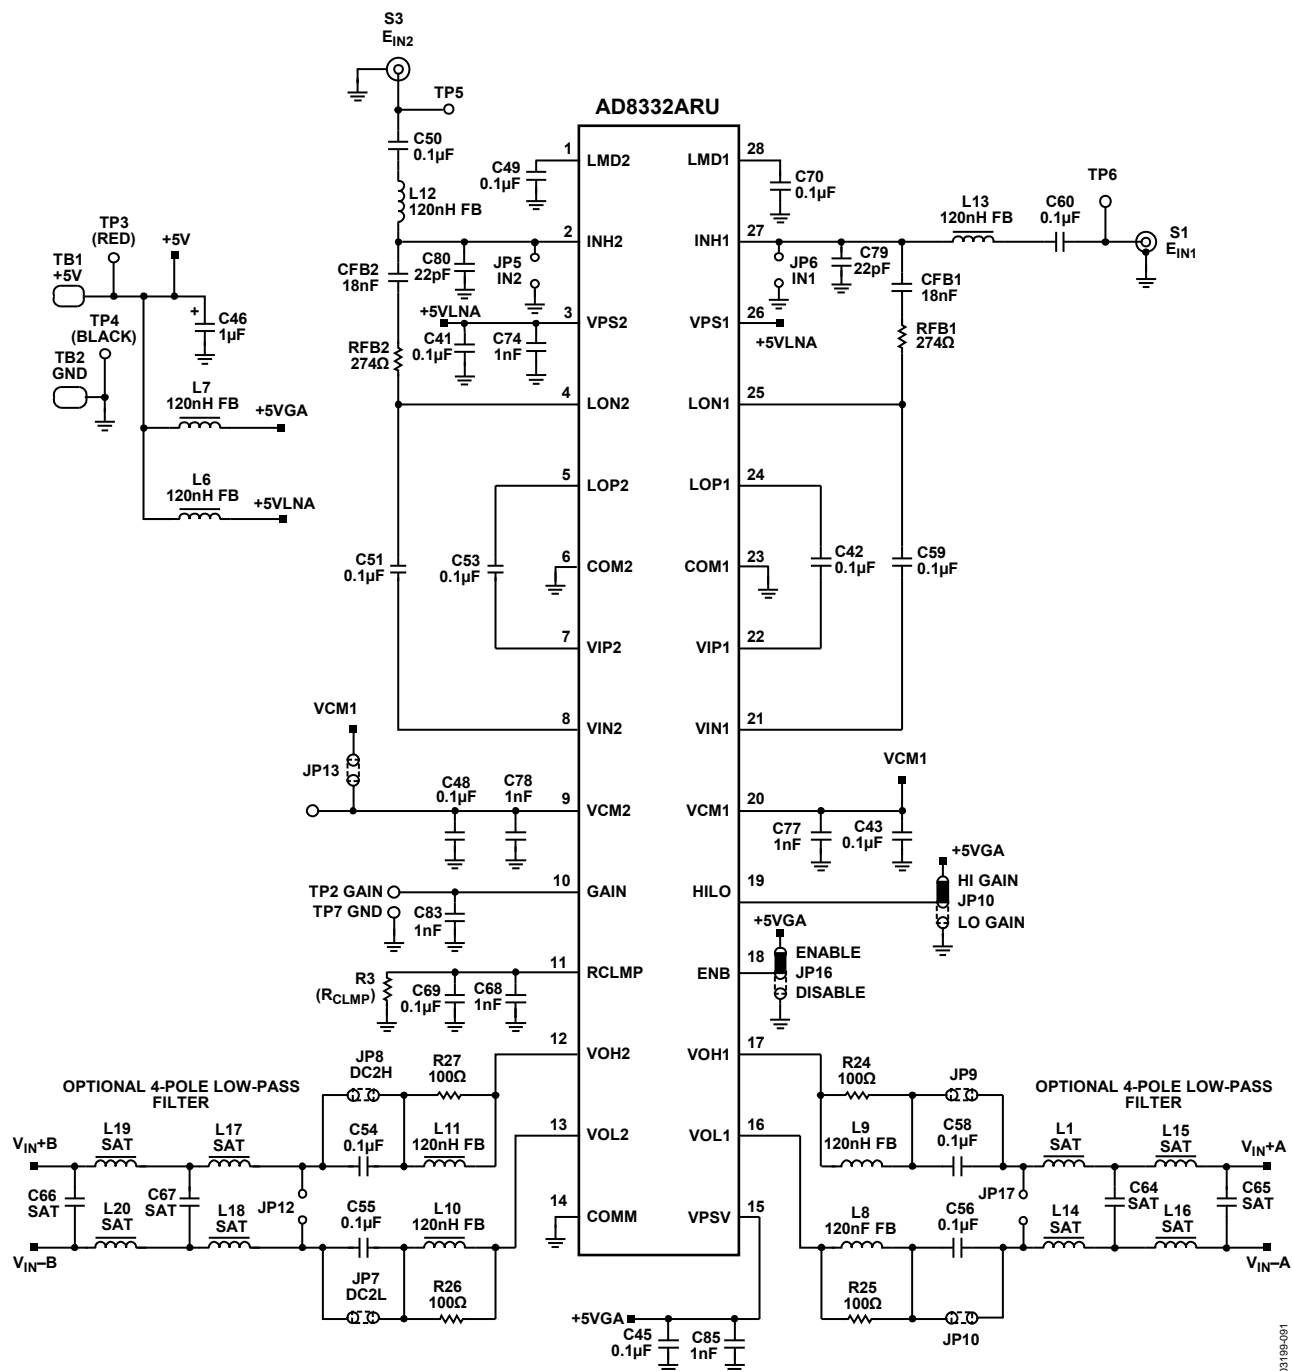 S3
EIN2
TP5
AD8332ARU
C50
0.1µF
1
LMD2
LMD1
28
C49
0.1µF
C70
0.1µF
L12
120nH FB
TP6
L13
120nH FB
C60
0.1µF
S1
EIN1
TP3
(RED)
+5V
TB1
+5V
2
INH2
INH1
27
CFB2
18nF
C80
22pF
JP5
IN2
JP6
IN1
C79
22pF
CFB1
18nF
TP4
(BLACK)
C46
1µF
+
+5VLNA
3
VPS2
VPS1
26
+5VLNA
TB2
GND
RFB2
274Ω
C41
0.1µF
C74
1nF
RFB1
274Ω
L7
120nH FB
+5VGA
4
LON2
LON1
25
L6
120nH FB
+5VLNA
5
LOP2
LOP1
24
C51
0.1µF
C53
0.1µF
6
COM2
COM1
23
C42
0.1µF
C59
0.1µF
7
VIP2
VIP1
22
VCM1
8
VIN2
VIN1
21
JP13
C48
0.1µF
C78
1nF
VCM1
9
VCM2
VCM1
20
C77
1nF
C43
0.1µF
+5VGA
TP2 GAIN
10
GAIN
HILO
19
HI GAIN
JP10
LO GAIN
TP7 GND
C83
1nF
+5VGA
R3
(RCLMP)
C69
0.1µF
C68
1nF
11
RCLMP
ENB
18
ENABLE
JP16
DISABLE
12
VOH2
VOH1
17
OPTIONAL 4-POLE LOW-PASS
FILTER
JP8
DC2H
R27
100Ω
R24
100Ω
JP9
OPTIONAL 4-POLE LOW-PASS
FILTER
VIN+B
L19
SAT
L17
SAT
C54
0.1µF
L11
120nH FB
13
VOL2
VOL1
16
L9
120nH FB
C58
0.1µF
L1
SAT
L15
SAT
VIN+A
C66
SAT
C67
SAT
JP12
JP17
C64
SAT
C65
SAT
L20
SAT
L18
SAT
C55
0.1µF
L10
120nH FB
14
COMM
VPSV
15
L8
120nF FB
C56
0.1µF
L14
SAT
L16
SAT
VIN–B
VIN–A
JP7
DC2L
R26
100Ω
R25
100Ω
JP10
+5VGA
C45
0.1µF
C85
1nF
03199-091